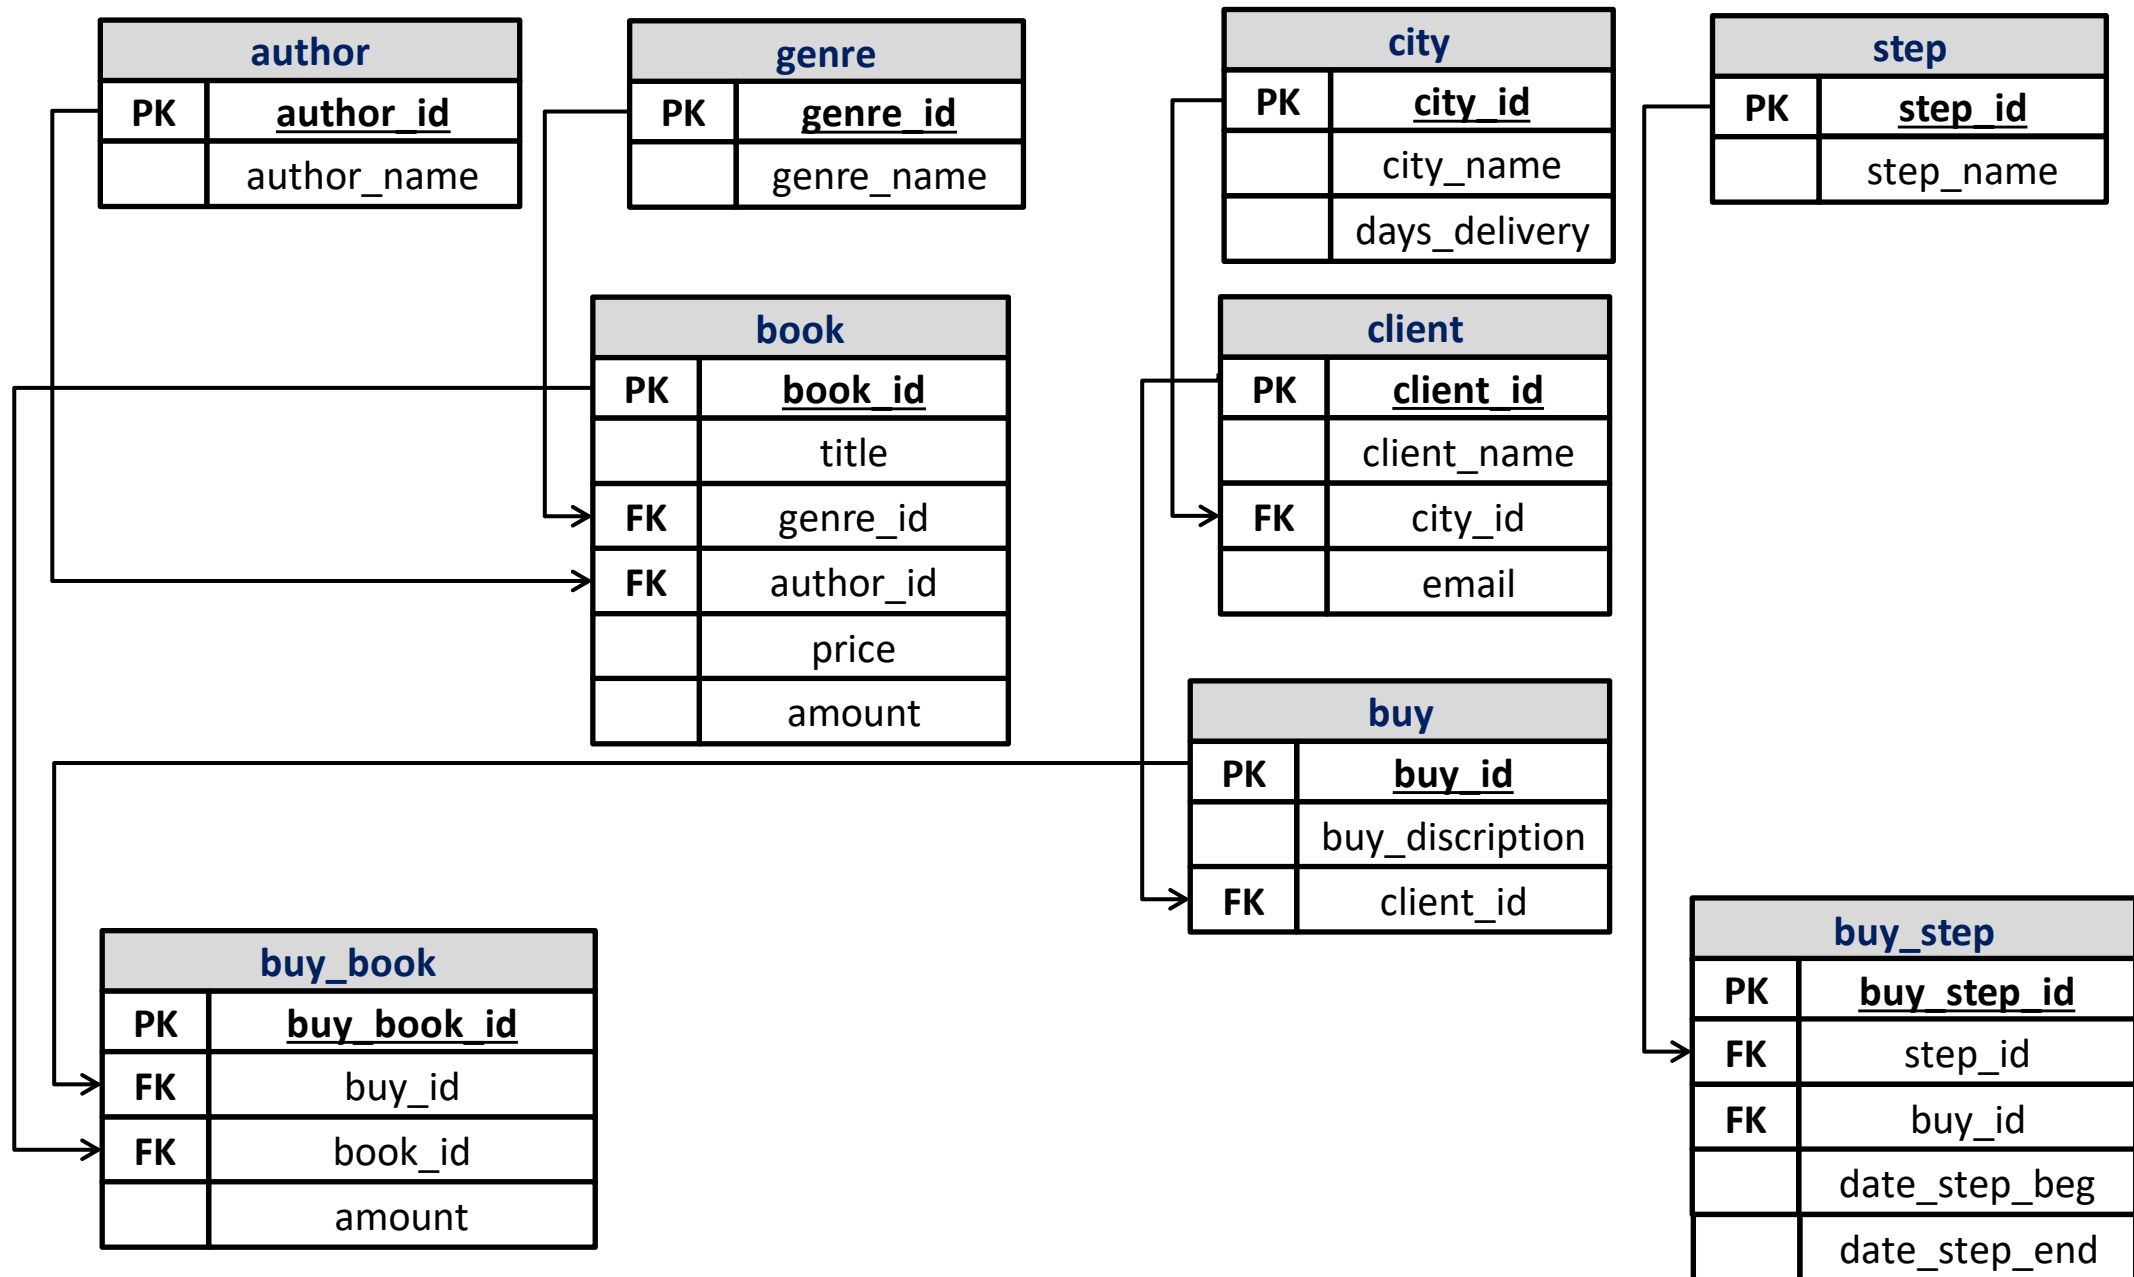 author
PK author_id
author_name
genre
PK genre_id
genre_name
city
PK city_id
city_name
days_delivery
step
PK step_id
step_name
book
PK book_id
title
FK genre_id
FK author_id
price
amount
client
PK client_id
client_name
FK city_id
email
buy
PK buy_id
buy_discription
FK client_id
buy_book
PK buy_book_id
FK buy_id
FK book_id
amount
buy_step
PK buy_step_id
FK step_id
FK buy_id
date_step_beg
date_step_end